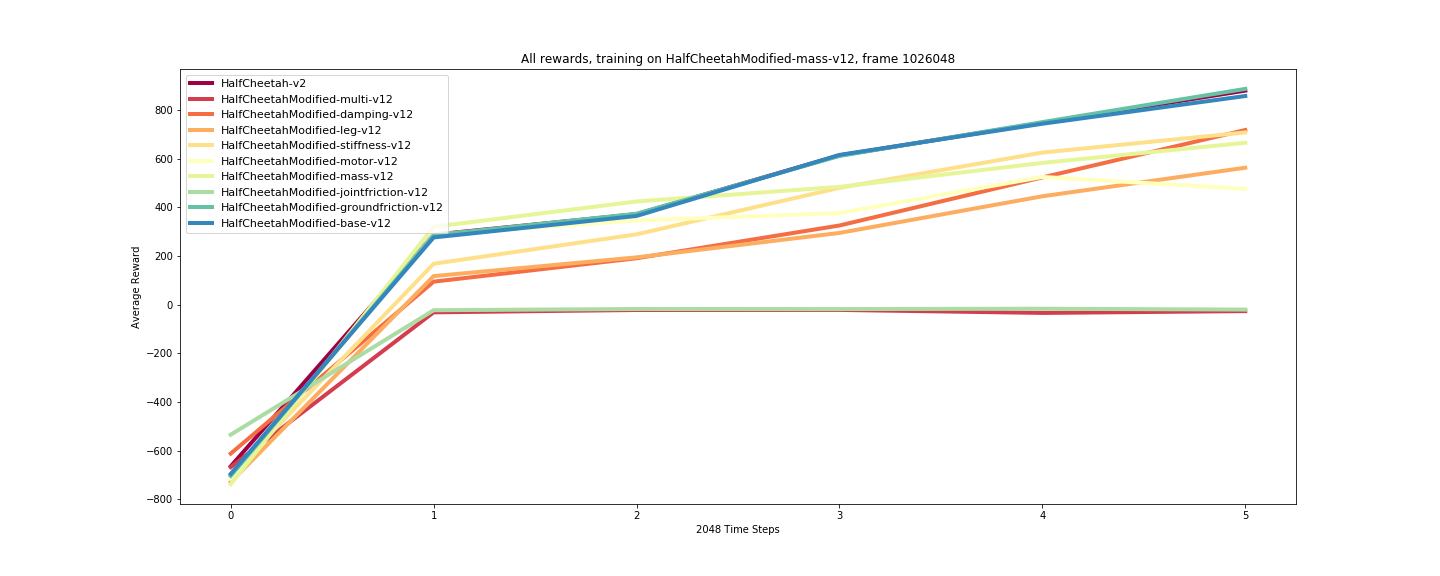 All rewards, training on HalfCheetahModified-mass-v12, frame 1026048
HalfCheetah-v2
HalfCheetahModified-multi-v12
HalfCheetahModified-damping-v12
HalfCheetahModified-leg-v12
HalfCheetahModified-stiffness-v12
HalfCheetahModified-motor-v12
HalfCheetahModified-mass-v12
HalfCheetahModified-jointfriction-v12
HalfCheetahModified-groundfriction-v12
HalfCheetahModified-base-v12
Average Reward
800
600
400
200
0
−200
−400
−600
−800
0 1 2 3 4 5
2048 Time Steps